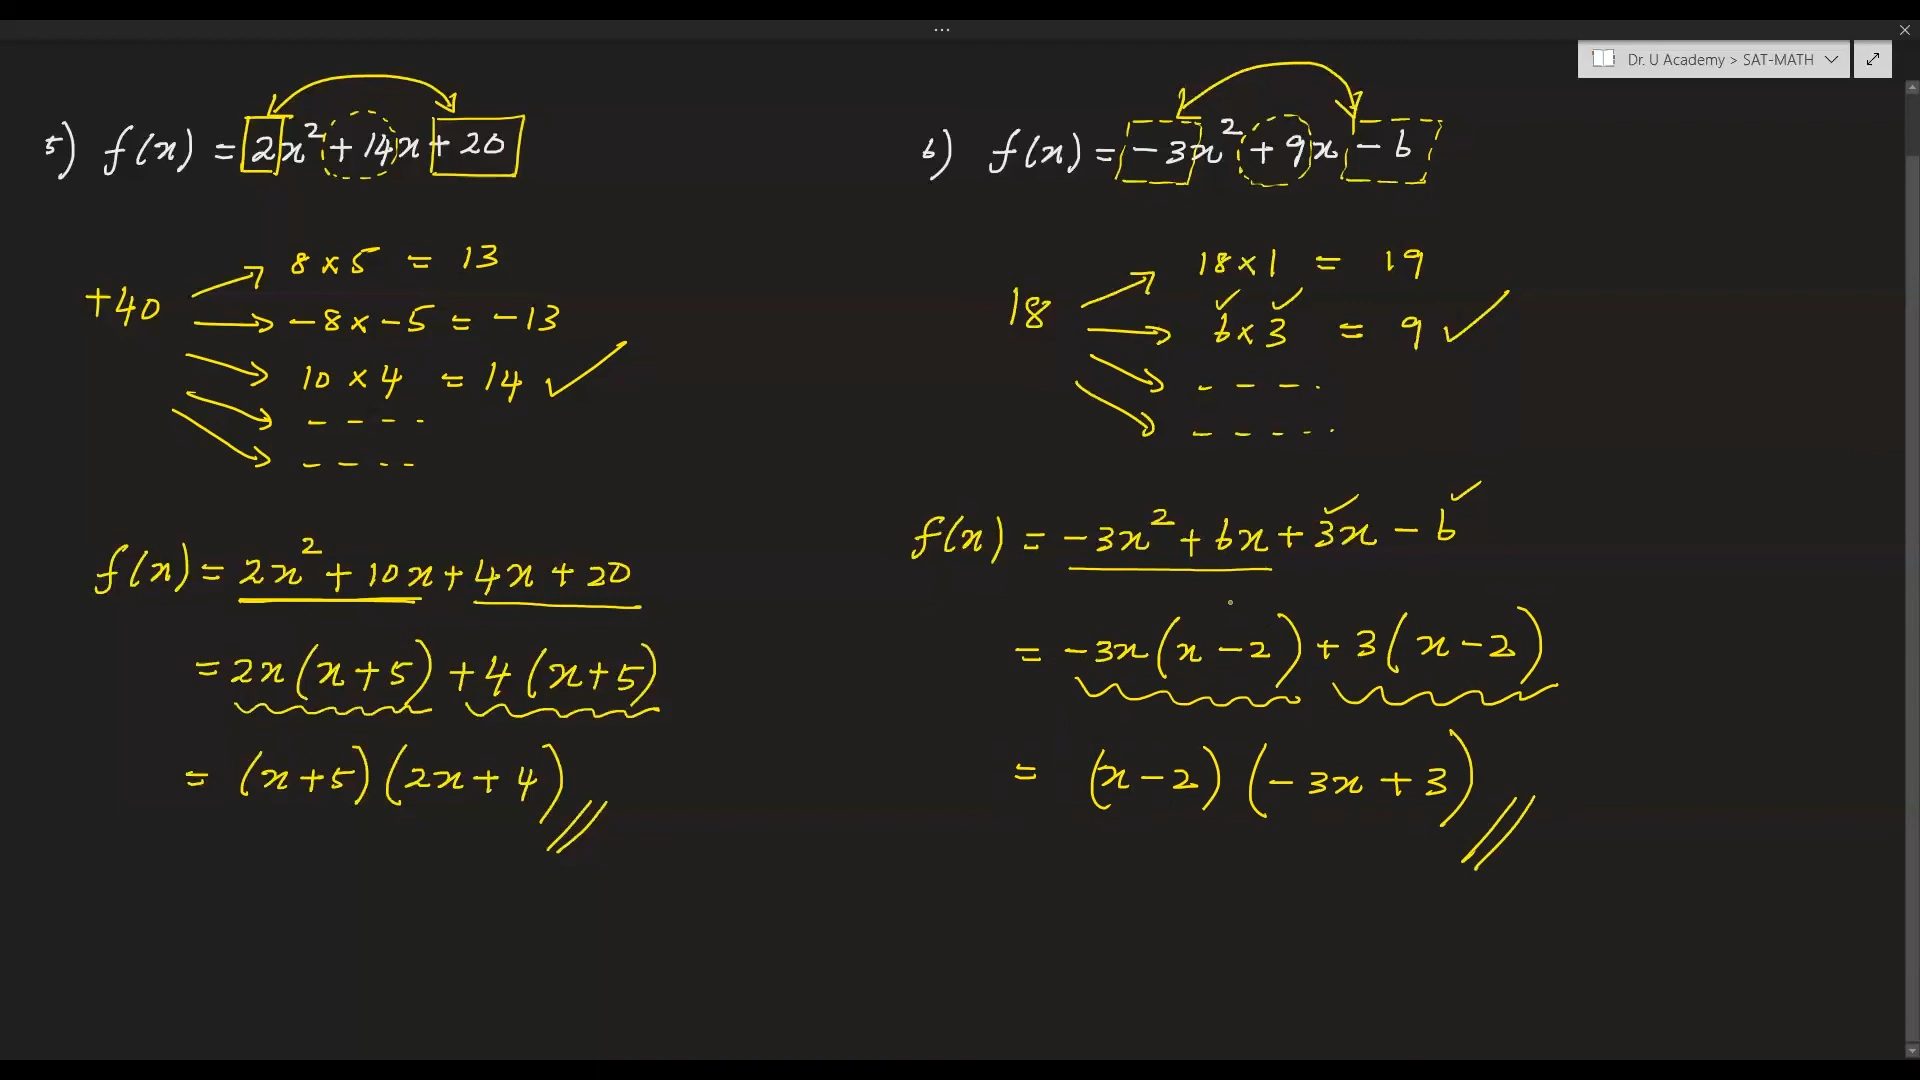 ...
Dr. U Academy > SAT-MATH
5) f(x) = 2x² + 14x + 20
+40
8 × 5 = 13
-8 × -5 = -13
10 × 4 = 14 ✓
- - - -
- - - -
f(x) = 2x² + 10x + 4x + 20
= 2x(x+5) + 4(x+5)
= (x+5)(2x+4)//
6) f(x) = -3x² + 9x - 6
18
18 × 1 = 19
6 × 3 = 9 ✓
- - - -
- - - - -
f(x) = -3x² + 6x + 3x - 6
= -3x(x-2) + 3(x-2)
= (x-2)(-3x+3)//